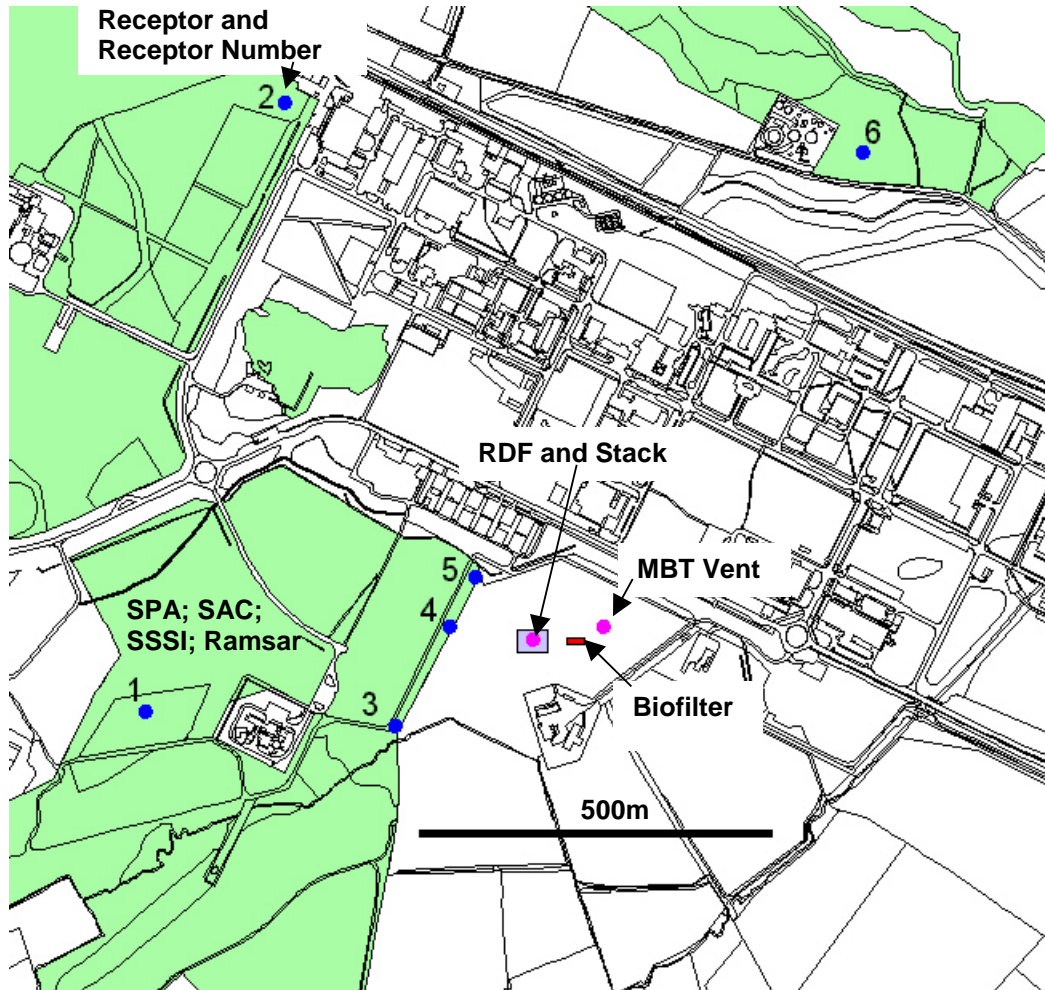 Receptor and
Receptor Number
2
6
RDF and Stack
MBT Vent
5
4
SPA; SAC;
SSSI; Ramsar
1
3
Biofilter
500m